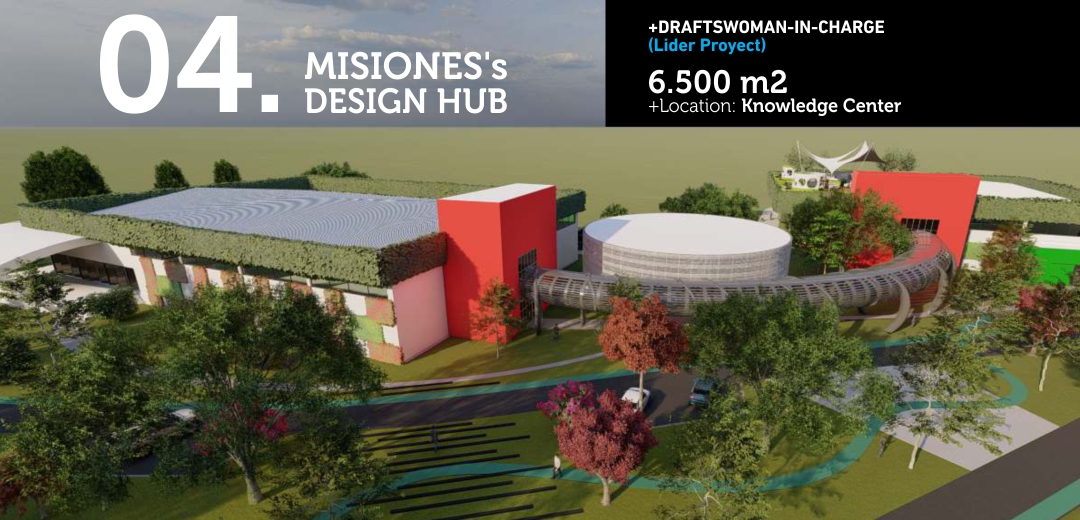 04.
MISIONES's
DESIGN HUB
+DRAFTSWOMAN-IN-CHARGE
(Lider Proyect)
6.500 m2
+Location: Knowledge Center